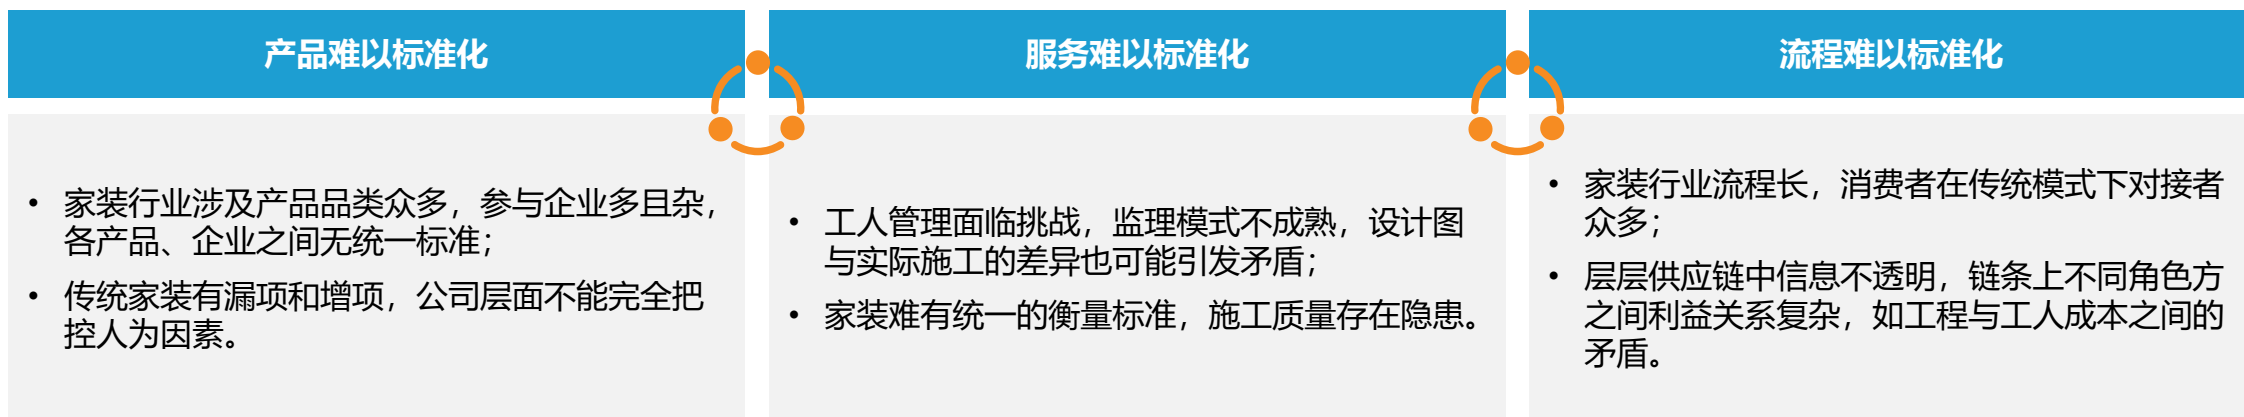 产品难以标准化
• 家装行业涉及产品品类众多，参与企业多且杂，
各产品、企业之间无统一标准；
• 传统家装有漏项和增项，公司层面不能完全把
控人为因素。
服务难以标准化
• 工人管理面临挑战，监理模式不成熟，设计图
与实际施工的差异也可能引发矛盾；
• 家装难有统一的衡量标准，施工质量存在隐患。
流程难以标准化
• 家装行业流程长，消费者在传统模式下对接者
众多；
• 层层供应链中信息不透明，链条上不同角色方
之间利益关系复杂，如工程与工人成本之间的
矛盾。